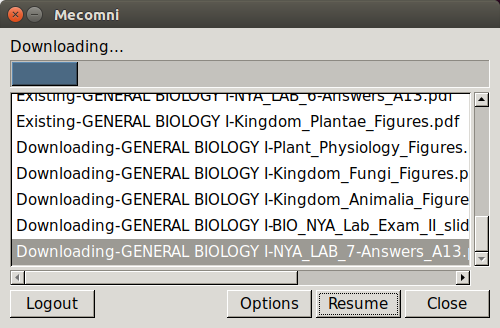 Mecomni
Downloading...
Existing-GENERAL BIOLOGY I-NYA_LAB_6-Answers_A13.pdf
Existing-GENERAL BIOLOGY I-Kingdom_Plantae_Figures.pdf
Downloading-GENERAL BIOLOGY I-Plant_Physiology_Figures.
Downloading-GENERAL BIOLOGY I-Kingdom_Fungi_Figures.p
Downloading-GENERAL BIOLOGY I-Kingdom_Animalia_Figure
Downloading-GENERAL BIOLOGY I-BIO_NYA_Lab_Exam_II_slid
Downloading-GENERAL BIOLOGY I-NYA_LAB_7-Answers_A13.p
Logout Options Resume Close